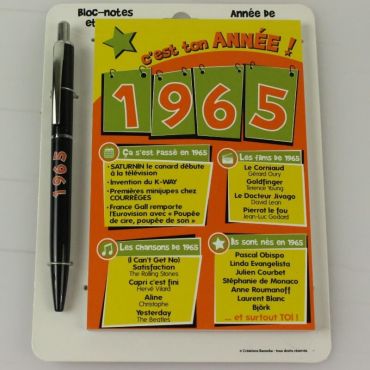 Bloc-notes
et
Année de
c'est ton ANNÉE !
1965
1965
Ça s'est passé en 1965
• SATURNIN le canard débute
à la télévision
• Invention du K-WAY
• Premières minijupes chez
COURRÈGES
• France Gall remporte
l'Eurovision avec « Poupée
de cire, poupée de son »
Les films de 1965
Le Corniaud
Gérard Oury
Goldfinger
Terence Young
Le Docteur Jivago
David Lean
Pierrot le fou
Jean-Luc Godard
Les chansons de 1965
(I Can't Get No)
Satisfaction
The Rolling Stones
Capri c'est fini
Hervé Vilard
Aline
Christophe
Yesterday
The Beatles
Ils sont nés en 1965
Pascal Obispo
Linda Evangelista
Julien Courbet
Stéphanie de Monaco
Anne Roumanoff
Laurent Blanc
Björk
... et surtout TOI !